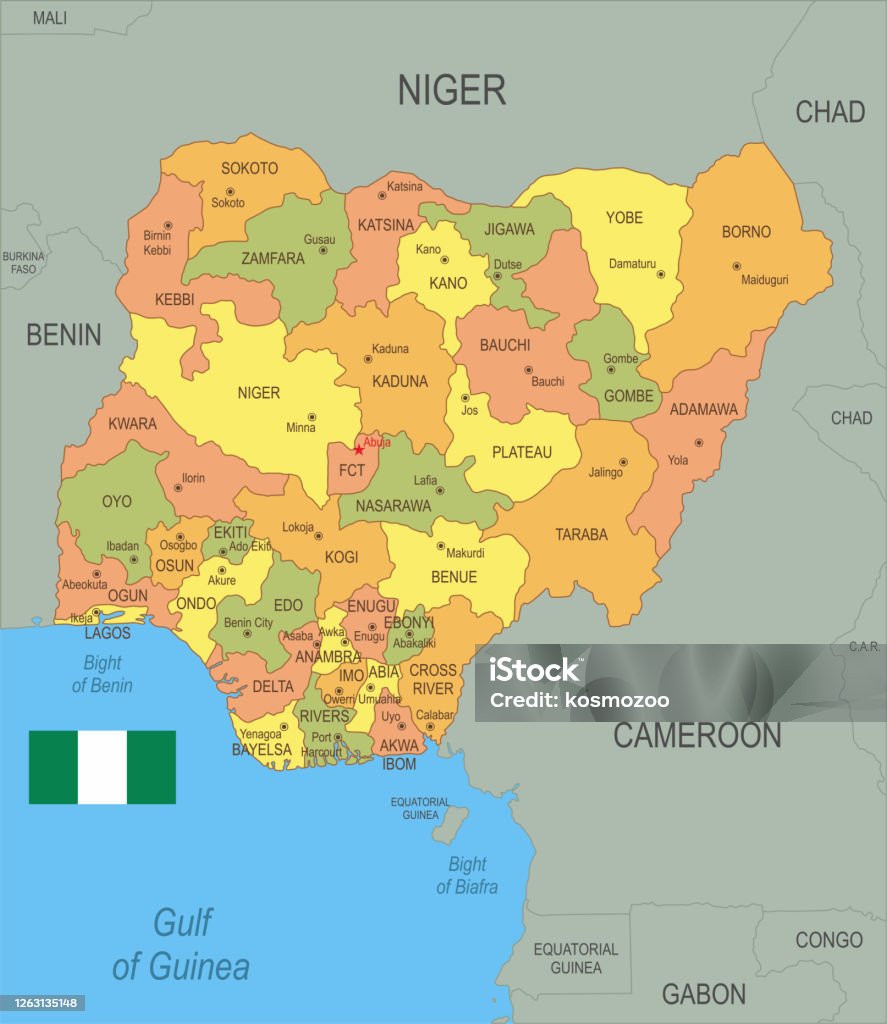 MALI
NIGER
CHAD
SOKOTO
Sokoto
Katsina
KATSINA
Birnin
Kebbi
KEBBI
Gusau
ZAMFARA
Kano
KANO
JIGAWA
Dutse
YOBE
Damaturu
BORNO
Maiduguri
BURKINA
FASO
BENIN
NIGER
Minna
Kaduna
KADUNA
BAUCHI
Bauchi
Gombe
GOMBE
Jos
PLATEAU
ADAMAWA
Yola
CHAD
KWARA
Ilorin
Abuja
FCT
Lafia
NASARAWA
Jalingo
TARABA
OYO
Ibadan
Osogbo
OSUN
EKITI
Ado Ekiti
Lokoja
KOGI
Makurdi
BENUE
Abeokuta
OGUN
Akure
ONDO
EDO
Benin City
Ikeja
LAGOS
ENUGU
Enugu
EBONYI
Abakaliki
Asaba
Awka
ANAMBRA
Bight
of Benin
DELTA
IMO
Owerri
ABIA
Umuahia
CROSS
RIVER
Calabar
RIVERS
Port
Harcourt
Uyo
AKWA
IBOM
Yenagoa
BAYELSA
C.A.R.
iStock™
Credit: kosmozoo
CAMEROON
EQUATORIAL
GUINEA
Bight
of Biafra
Gulf
of Guinea
EQUATORIAL
GUINEA
CONGO
GABON
1263135148